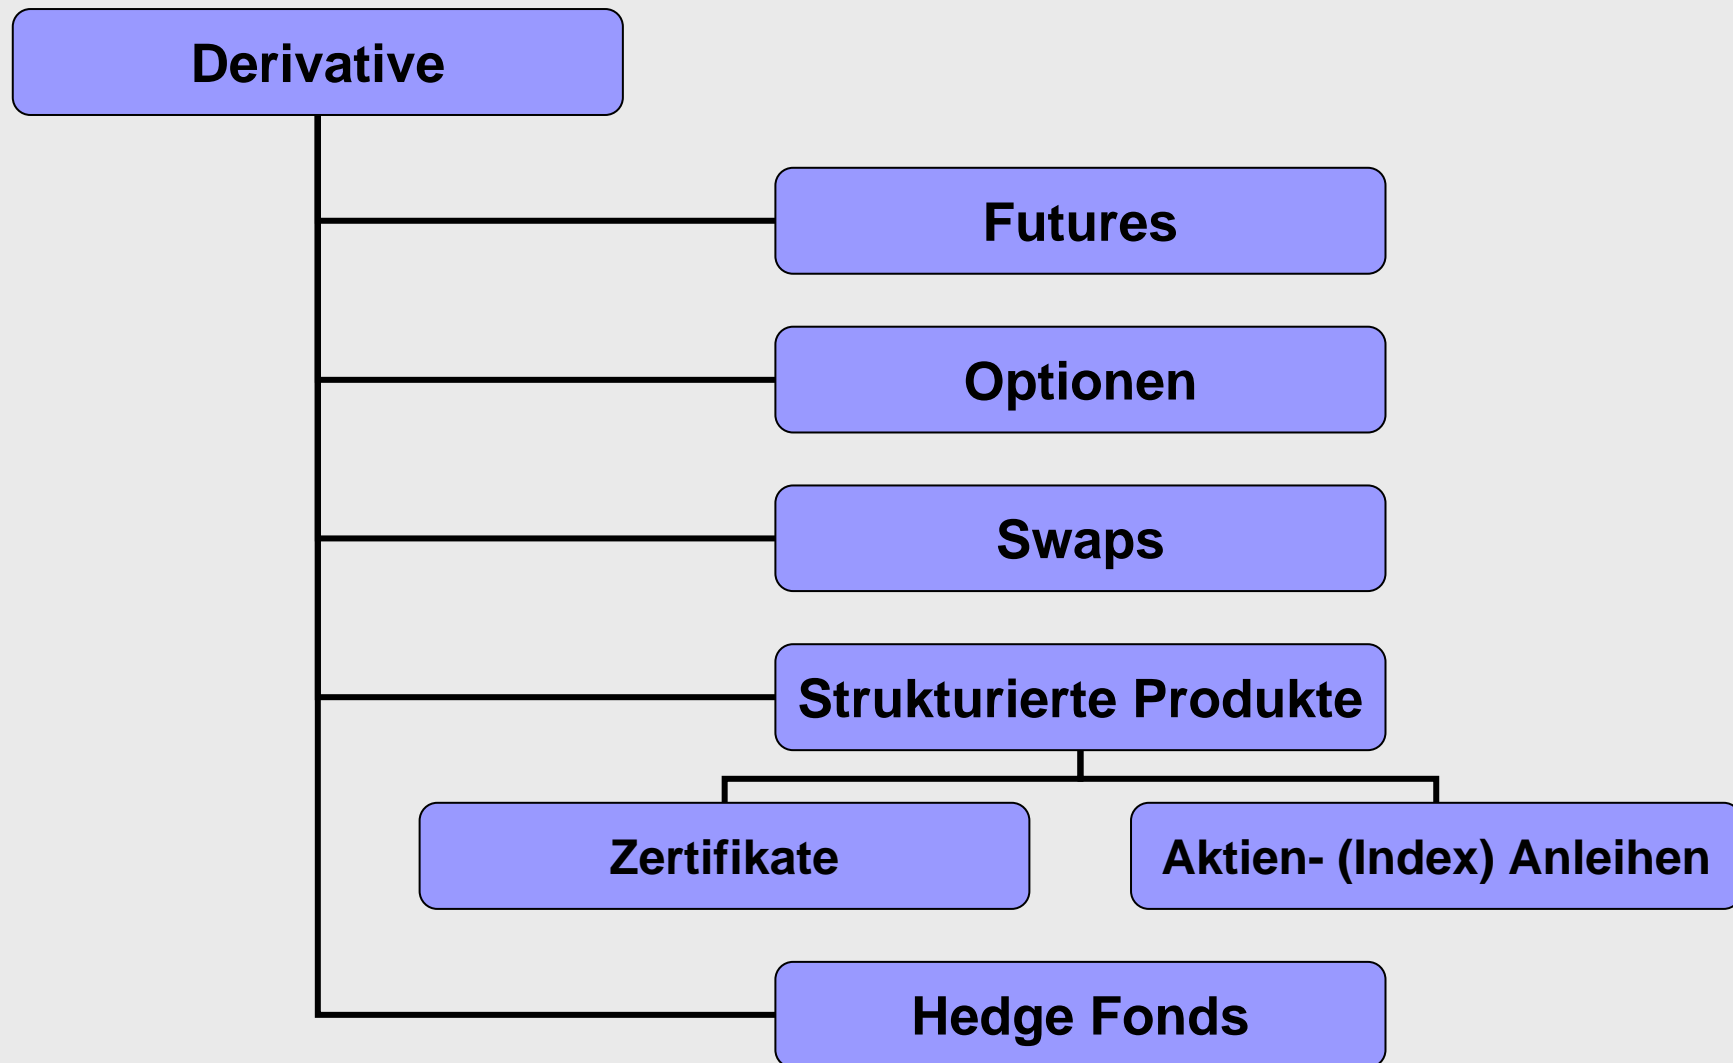 Derivative
Futures
Optionen
Swaps
Strukturierte Produkte
Zertifikate
Aktien- (Index) Anleihen
Hedge Fonds